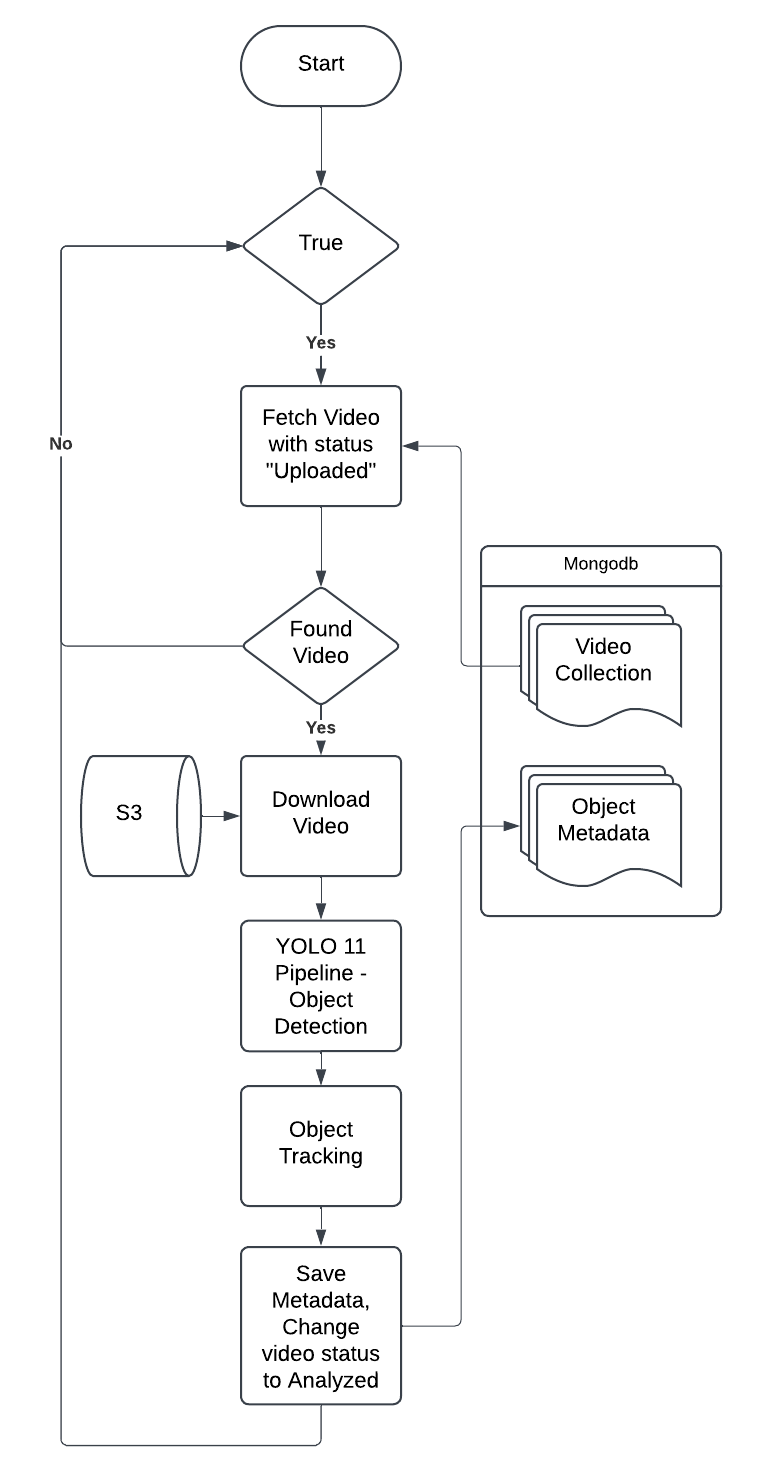 Start
True
Yes
Fetch Video
with status
"Uploaded"
No
Mongodb
Found
Video
Video
Collection
Yes
S3
Download
Video
Object
Metadata
YOLO 11
Pipeline -
Object
Detection
Object
Tracking
Save
Metadata,
Change
video status
to Analyzed